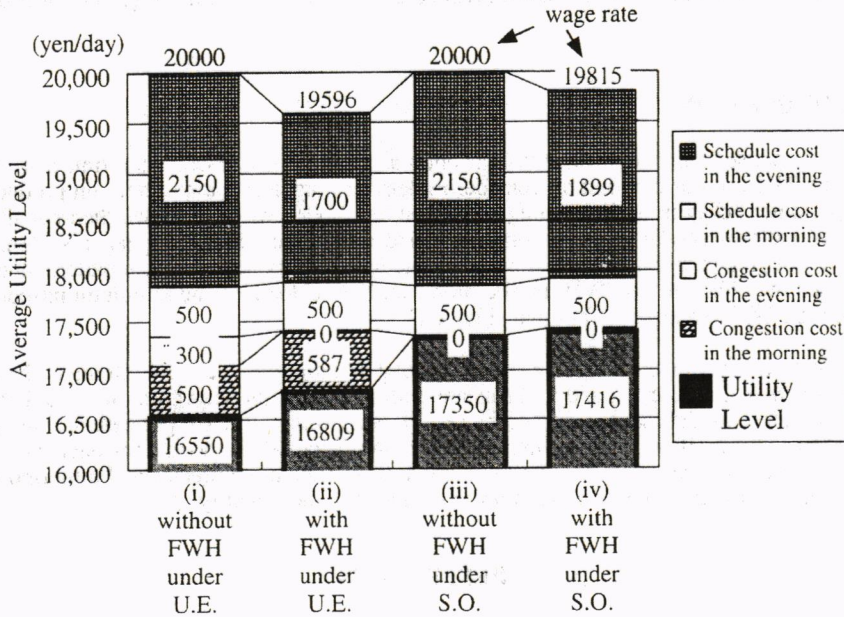 wage rate
(yen/day)
20000
20000
19596
19815
Average Utility Level
20,000
19,500
19,000
18,500
18,000
17,500
17,000
16,500
16,000
2150
500
300
500
16550
1700
500
0
587
16809
2150
500
0
17350
1899
500
0
17416
(i)
without
FWH
under
U.E.
(ii)
with
FWH
under
U.E.
(iii)
without
FWH
under
S.O.
(iv)
with
FWH
under
S.O.
Schedule cost
in the evening
Schedule cost
in the morning
Congestion cost
in the evening
Congestion cost
in the morning
Utility
Level